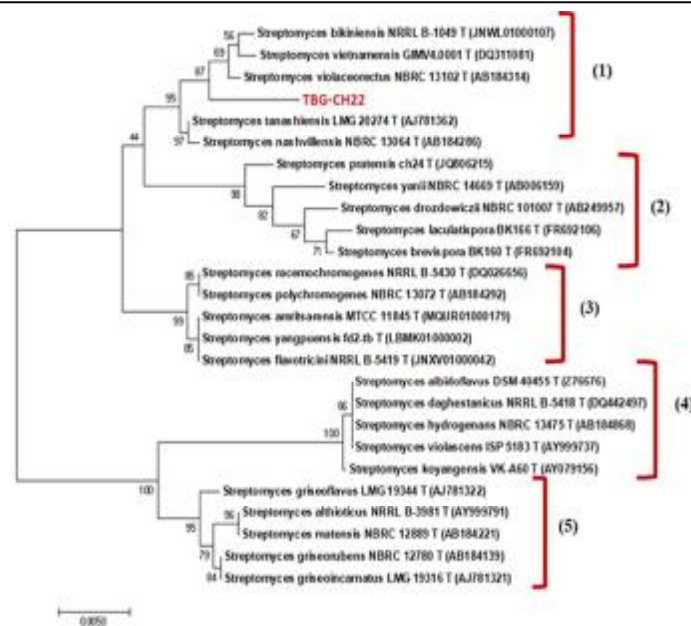 Streptomyces bikiniensis NRRL B-1049 T (JNWL01000107)
56
Streptomyces vietnamensis GIMV4.0001 T (DQ311081)
69
Streptomyces violaceorectus NBRC 13102 T (AB184314)
(1)
87
TBG-CH22
95
Streptomyces tanashiensis LMG 20274 T (AJ781362)
97
Streptomyces nashvillensis NBRC 13064 T (AB184286)
44
Streptomyces pratensis ch24 T (JQ806215)
98
Streptomyces yanii NBRC 14669 T (AB006159)
82
Streptomyces drozdowiczii NBRC 101007 T (AB249957)
(2)
67
Streptomyces laculatispora BK166 T (FR692106)
71
Streptomyces brevispora BK160 T (FR692104)
Streptomyces racemochromogenes NRRL B-5430 T (DQ026656)
95
Streptomyces polychromogenes NBRC 13072 T (AB184292)
(3)
Streptomyces amritsarensis MTCC 11845 T (MQUR01000179)
99
Streptomyces yangpuensis fd2-tb T (LBMK01000002)
85
Streptomyces flavotricini NRRL B-5419 T (JNXV01000042)
Streptomyces albidoflavus DSM 40455 T (Z76676)
Streptomyces daghestanicus NRRL B-5418 T (DQ442497)
(4)
86
Streptomyces hydrogenans NBRC 13475 T (AB184868)
100
Streptomyces violascens ISP 5183 T (AY999737)
Streptomyces koyangensis VK-A60 T (AY079156)
100
Streptomyces griseoflavus LMG 19344 T (AJ781322)
Streptomyces althioticus NRRL B-3981 T (AY999791)
96
95
Streptomyces matensis NBRC 12889 T (AB184221)
(5)
79
Streptomyces griseorubens NBRC 12780 T (AB184139)
84
Streptomyces griseoincarnatus LMG 19316 T (AJ781321)
0.0050